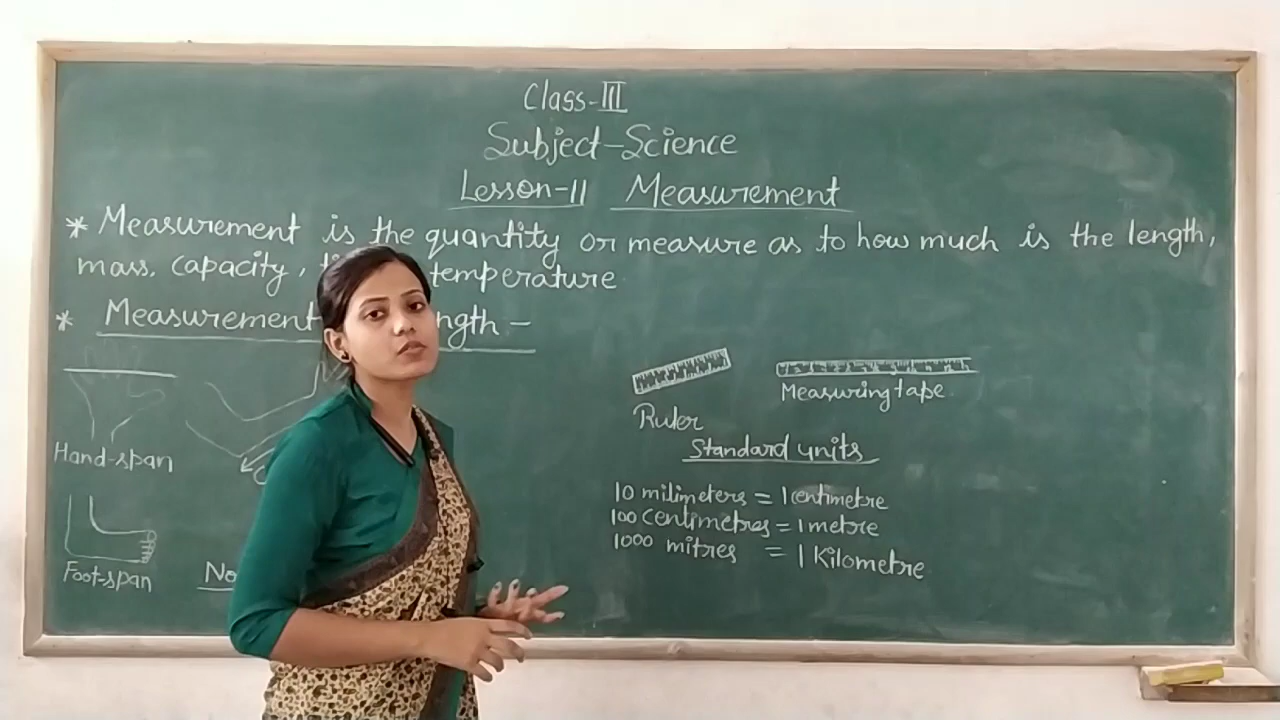 Class-III
Subject-Science
Lesson-11 Measurement
* Measurement is the quantity or measure as to how much is the length,
mass, capacity, temperature
* Measurement ngth -
Ruler
Measuring tape
Hand-span
Standard units
10 milimeters = 1 centimetre
100 centimetres = 1 metre
1000 mitres = 1 Kilometre
Foot-span
No